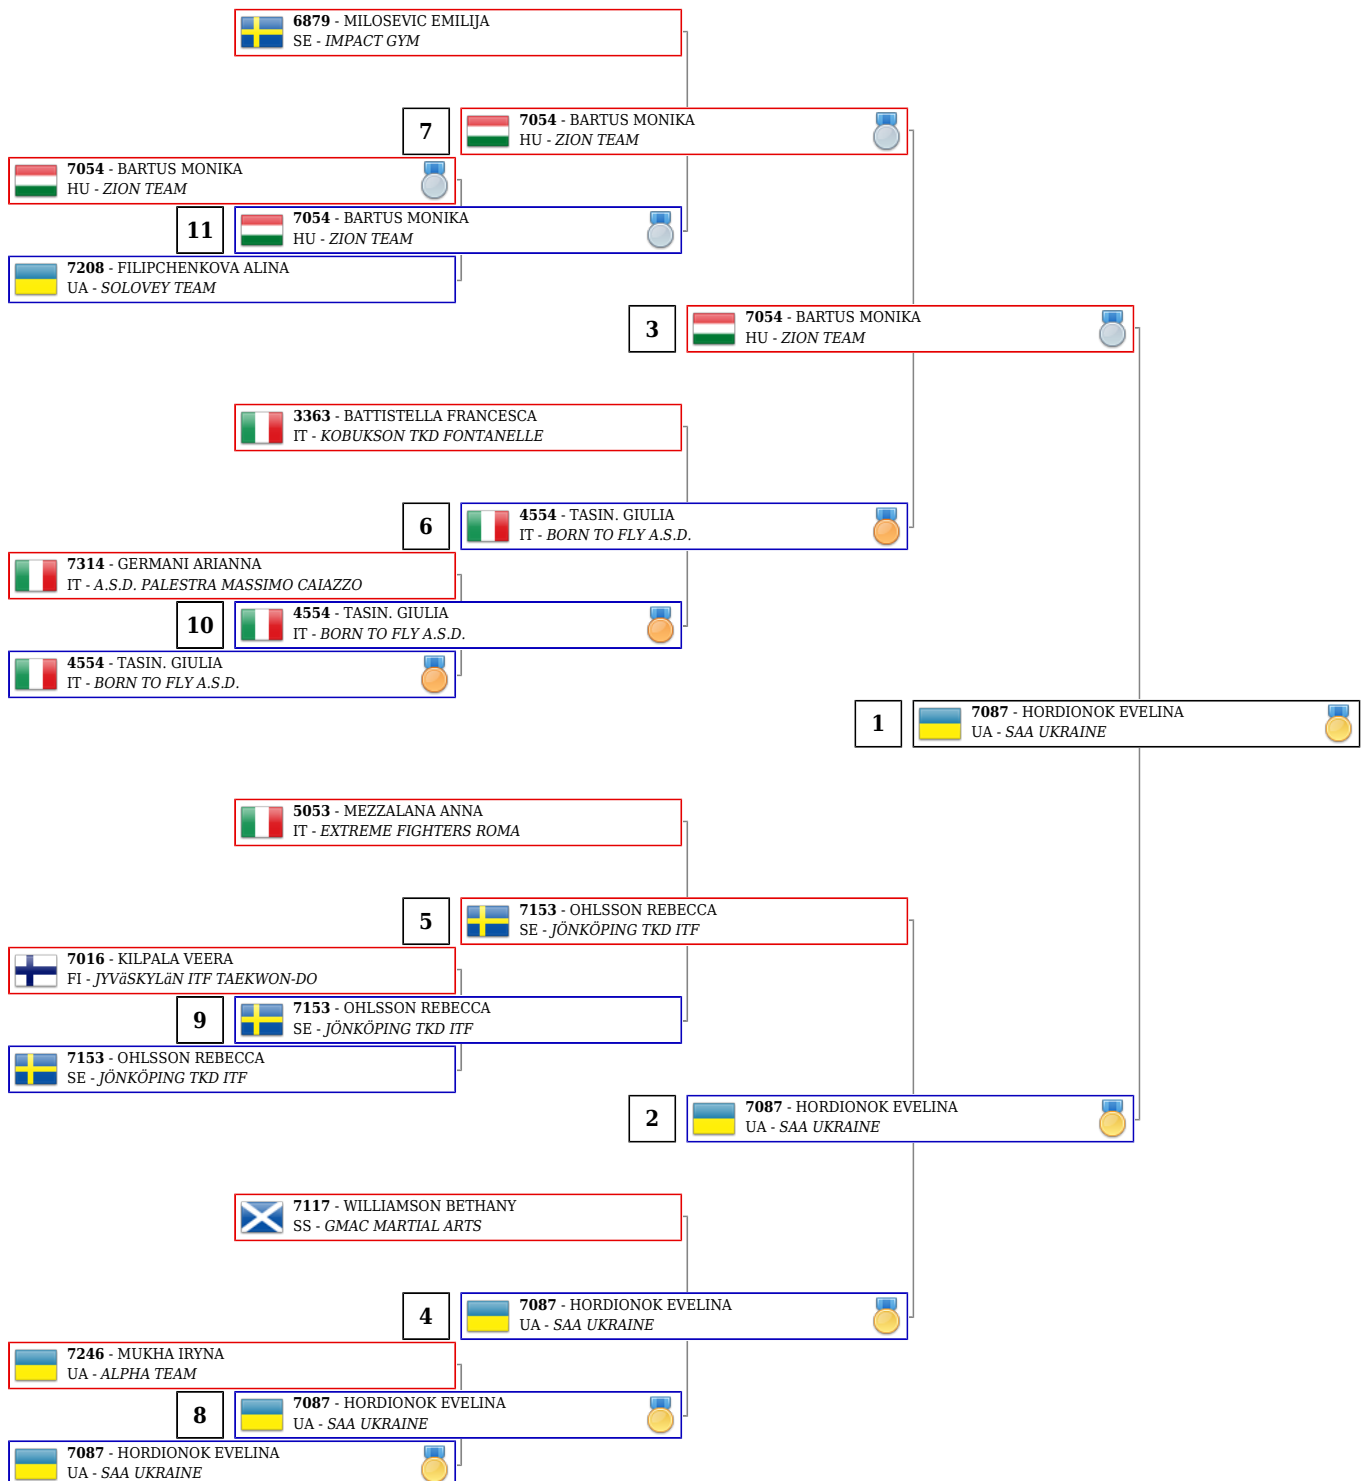 6879 - MILOSEVIC EMILIJA
SE - IMPACT GYM
7
7054 - BARTUS MONIKA
HU - ZION TEAM
7054 - BARTUS MONIKA
HU - ZION TEAM
11
7054 - BARTUS MONIKA
HU - ZION TEAM
7208 - FILIPCHENKOVA ALINA
UA - SOLOVEY TEAM
3
7054 - BARTUS MONIKA
HU - ZION TEAM
3363 - BATTISTELLA FRANCESCA
IT - KOBUKSON TKD FONTANELLE
6
4554 - TASIN. GIULIA
IT - BORN TO FLY A.S.D.
7314 - GERMANI ARIANNA
IT - A.S.D. PALESTRA MASSIMO CAIAZZO
10
4554 - TASIN. GIULIA
IT - BORN TO FLY A.S.D.
4554 - TASIN. GIULIA
IT - BORN TO FLY A.S.D.
1
7087 - HORDIONOK EVELINA
UA - SAA UKRAINE
5053 - MEZZALANA ANNA
IT - EXTREME FIGHTERS ROMA
5
7153 - OHLSSON REBECCA
SE - JÖNKÖPING TKD ITF
7016 - KILPALA VEERA
FI - JYVäSKYLäN ITF TAEKWON-DO
9
7153 - OHLSSON REBECCA
SE - JÖNKÖPING TKD ITF
7153 - OHLSSON REBECCA
SE - JÖNKÖPING TKD ITF
2
7087 - HORDIONOK EVELINA
UA - SAA UKRAINE
7117 - WILLIAMSON BETHANY
SS - GMAC MARTIAL ARTS
4
7087 - HORDIONOK EVELINA
UA - SAA UKRAINE
7246 - MUKHA IRYNA
UA - ALPHA TEAM
8
7087 - HORDIONOK EVELINA
UA - SAA UKRAINE
7087 - HORDIONOK EVELINA
UA - SAA UKRAINE